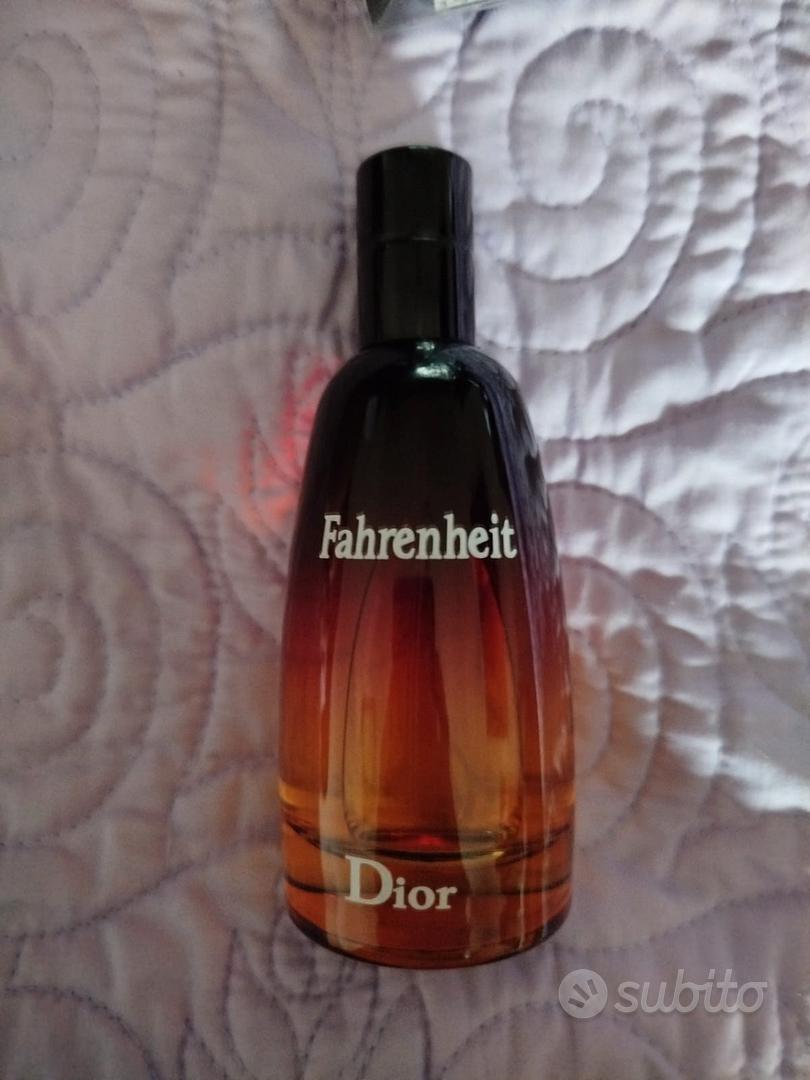 Fahrenheit
Dior
subito